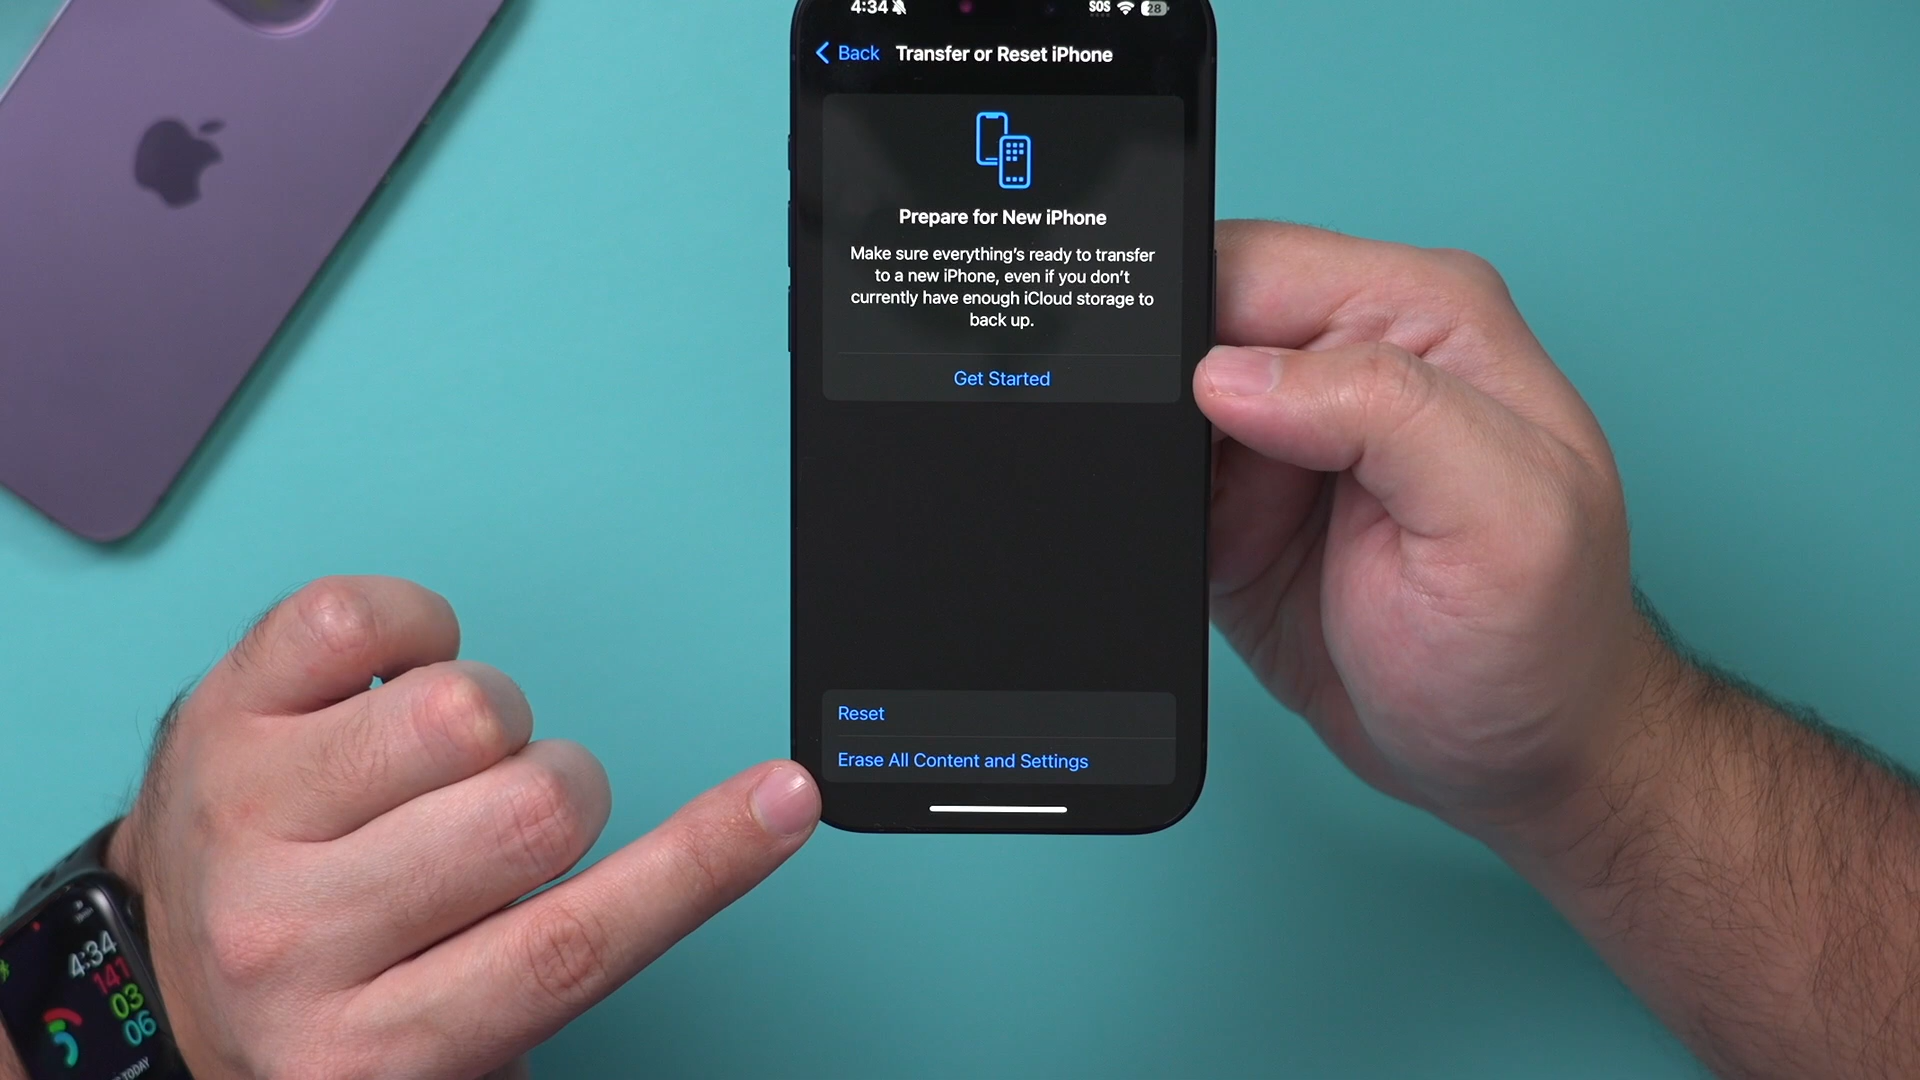 4:34
SOS
28
Back
Transfer or Reset iPhone
Prepare for New iPhone
Make sure everything's ready to transfer
to a new iPhone, even if you don't
currently have enough iCloud storage to
back up.
Get Started
Reset
Erase All Content and Settings
4:34
141
03
06
TODAY